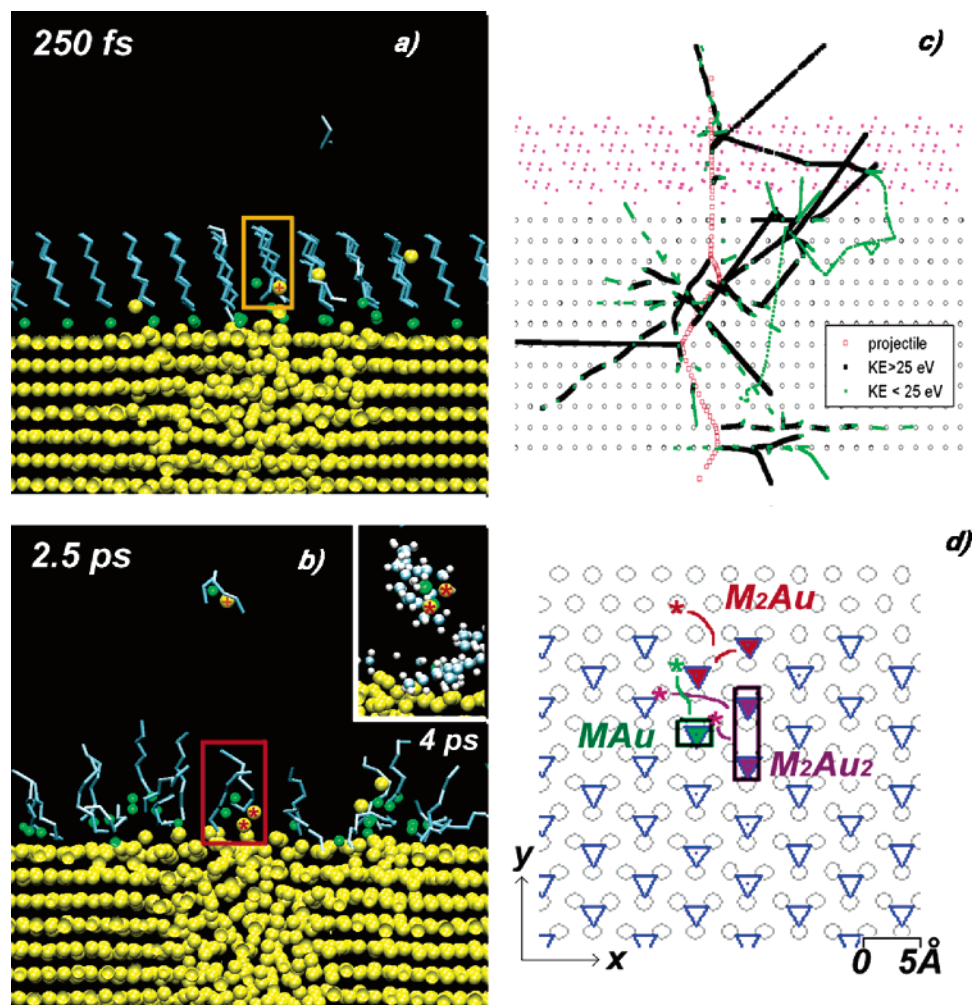 250 fs
a)
c)
projectile
KE>25 eV
KE < 25 eV
2.5 ps
b)
4 ps
d)
M₂Au
*
*
*
*
MAu
M₂Au₂
y
x
0 5Å